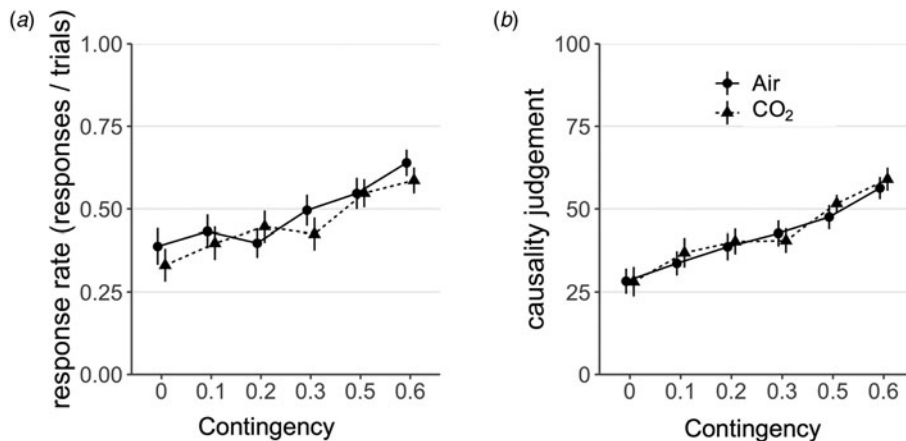 (a)
response rate (responses / trials)
1.00
0.75
0.50
0.25
0.00
0 0.1 0.2 0.3 0.5 0.6
Contingency
(b)
causality judgement
100
75
50
25
0
Air
CO₂
0 0.1 0.2 0.3 0.5 0.6
Contingency